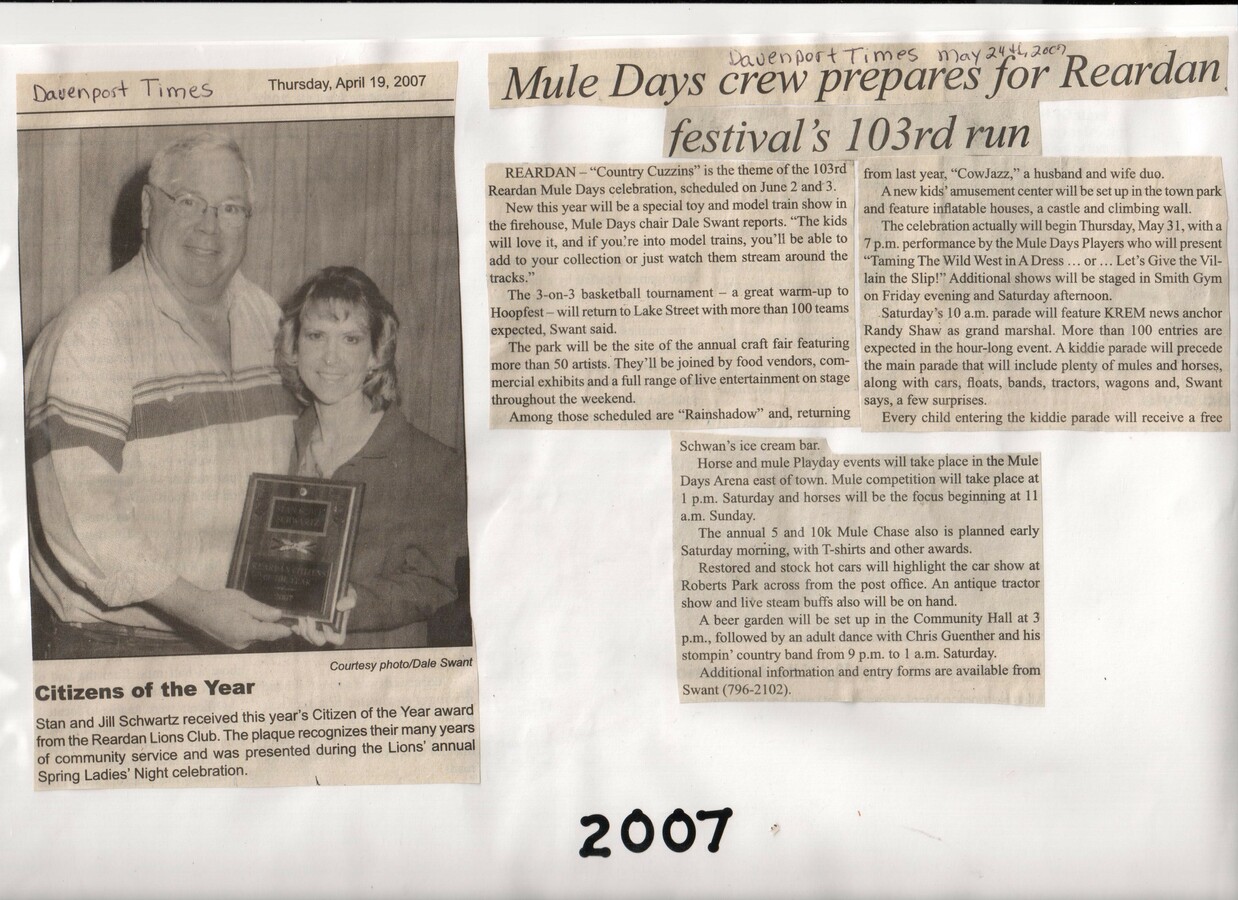 Davenport Times
Thursday, April 19, 2007
Courtesy photo/Dale Swant
Citizens of the Year
Stan and Jill Schwartz received this year's Citizen of the Year award
from the Reardan Lions Club. The plaque recognizes their many years
of community service and was presented during the Lions' annual
Spring Ladies' Night celebration.
Davenport Times May 24th, 2007
Mule Days crew prepares for Reardan
festival's 103rd run
REARDAN – “Country Cuzzins” is the theme of the 103rd
Reardan Mule Days celebration, scheduled on June 2 and 3.
New this year will be a special toy and model train show in
the firehouse, Mule Days chair Dale Swant reports. “The kids
will love it, and if you're into model trains, you'll be able to
add to your collection or just watch them stream around the
tracks.”
The 3-on-3 basketball tournament – a great warm-up to
Hoopfest – will return to Lake Street with more than 100 teams
expected, Swant said.
The park will be the site of the annual craft fair featuring
more than 50 artists. They'll be joined by food vendors, com-
mercial exhibits and a full range of live entertainment on stage
throughout the weekend.
Among those scheduled are “Rainshadow” and, returning
from last year, “CowJazz,” a husband and wife duo.
A new kids' amusement center will be set up in the town park
and feature inflatable houses, a castle and climbing wall.
The celebration actually will begin Thursday, May 31, with a
7 p.m. performance by the Mule Days Players who will present
“Taming The Wild West in A Dress ... or ... Let's Give the Vil-
lain the Slip!” Additional shows will be staged in Smith Gym
on Friday evening and Saturday afternoon.
Saturday's 10 a.m. parade will feature KREM news anchor
Randy Shaw as grand marshal. More than 100 entries are
expected in the hour-long event. A kiddie parade will precede
the main parade that will include plenty of mules and horses,
along with cars, floats, bands, tractors, wagons and, Swant
says, a few surprises.
Every child entering the kiddie parade will receive a free
Schwan's ice cream bar.
Horse and mule Playday events will take place in the Mule
Days Arena east of town. Mule competition will take place at
1 p.m. Saturday and horses will be the focus beginning at 11
a.m. Sunday.
The annual 5 and 10k Mule Chase also is planned early
Saturday morning, with T-shirts and other awards.
Restored and stock hot cars will highlight the car show at
Roberts Park across from the post office. An antique tractor
show and live steam buffs also will be on hand.
A beer garden will be set up in the Community Hall at 3
p.m., followed by an adult dance with Chris Guenther and his
stompin' country band from 9 p.m. to 1 a.m. Saturday.
Additional information and entry forms are available from
Swant (796-2102).
2007